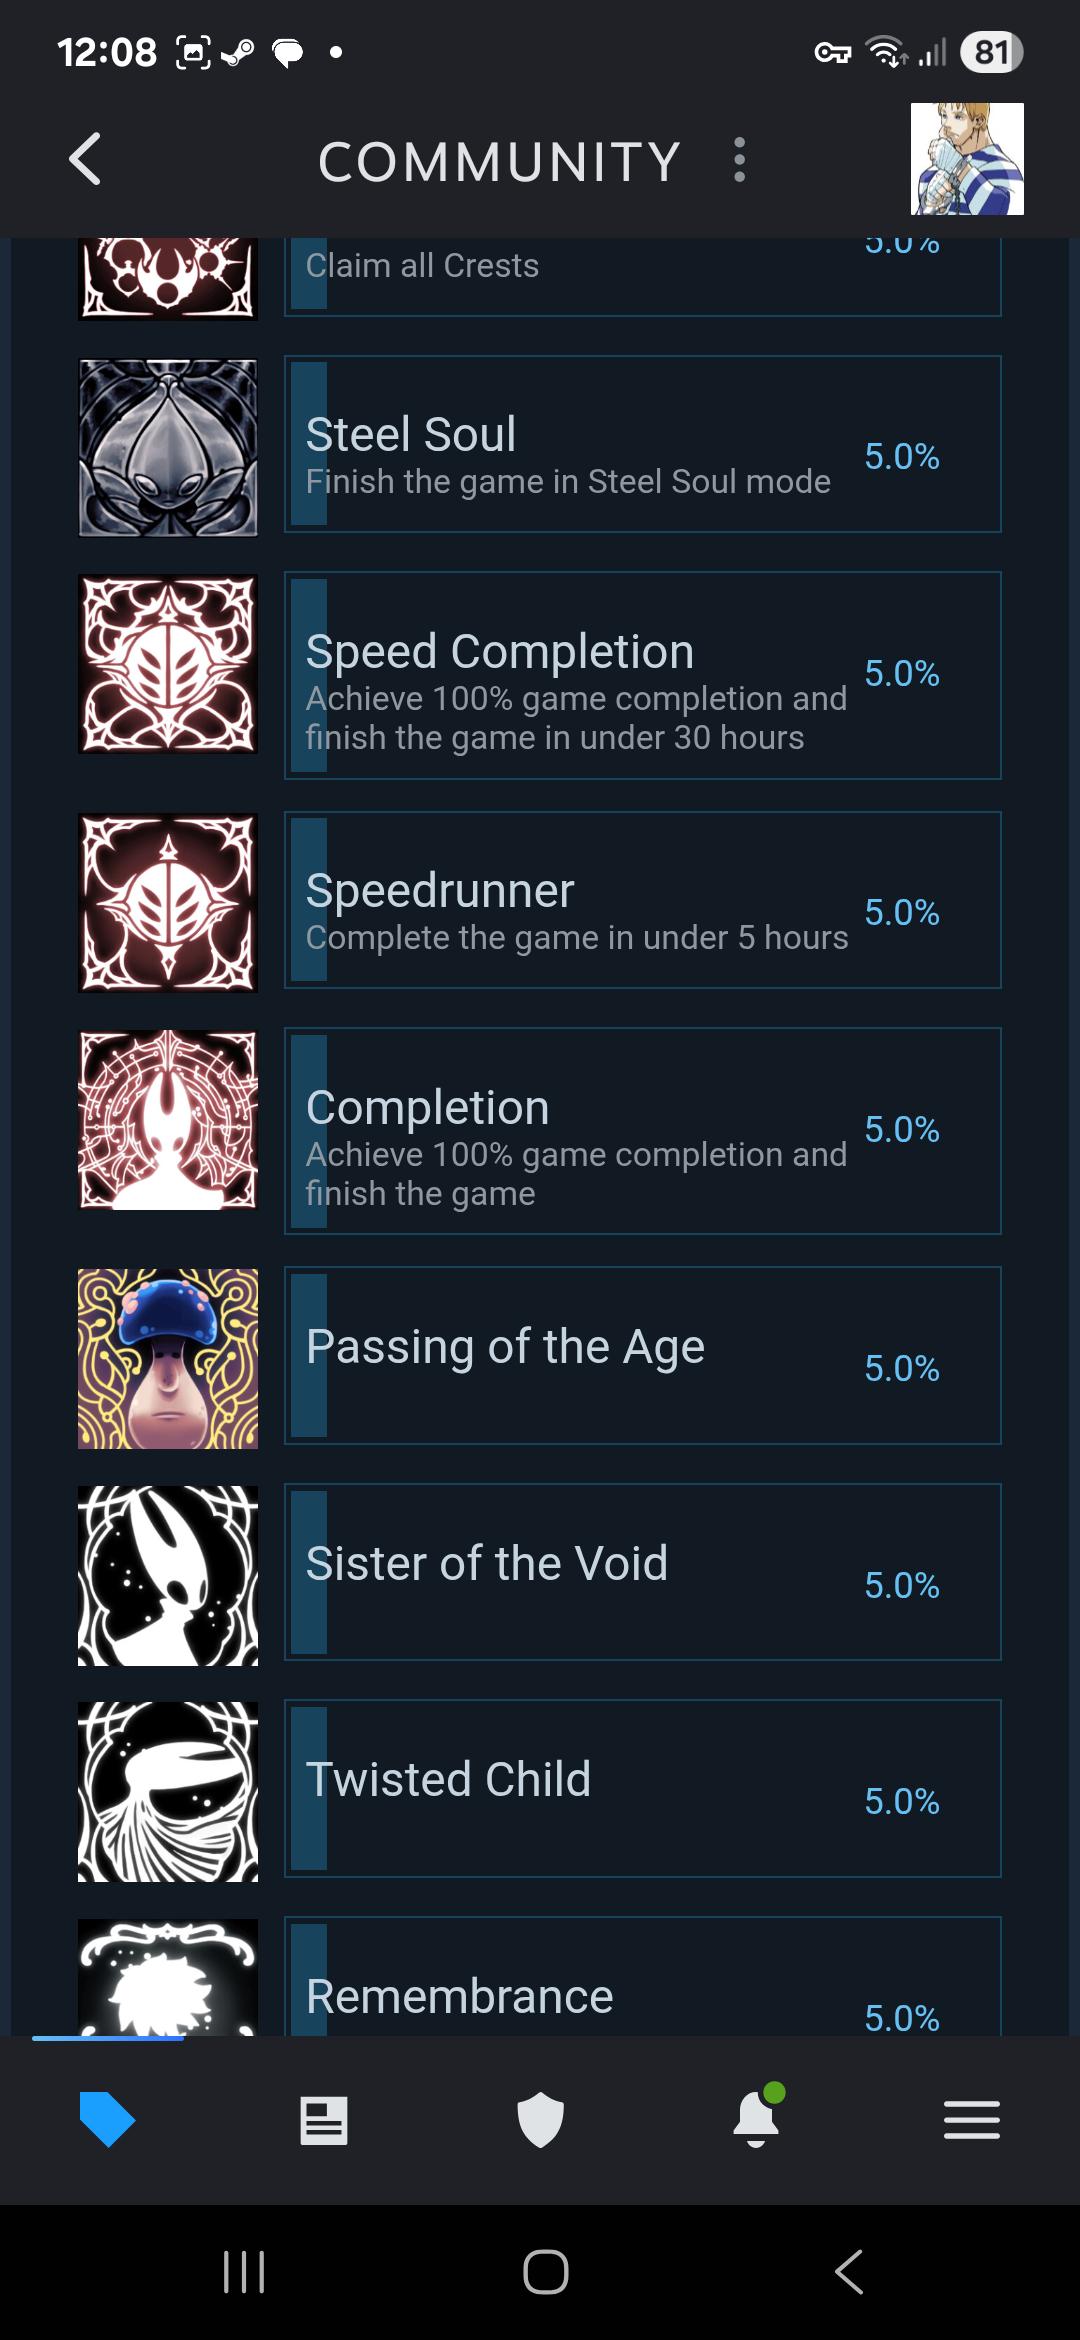 12:08
81
COMMUNITY
5.0%
Claim all Crests
Steel Soul
Finish the game in Steel Soul mode
5.0%
Speed Completion
Achieve 100% game completion and
finish the game in under 30 hours
5.0%
Speedrunner
Complete the game in under 5 hours
5.0%
Completion
Achieve 100% game completion and
finish the game
5.0%
Passing of the Age
5.0%
Sister of the Void
5.0%
Twisted Child
5.0%
Remembrance
5.0%